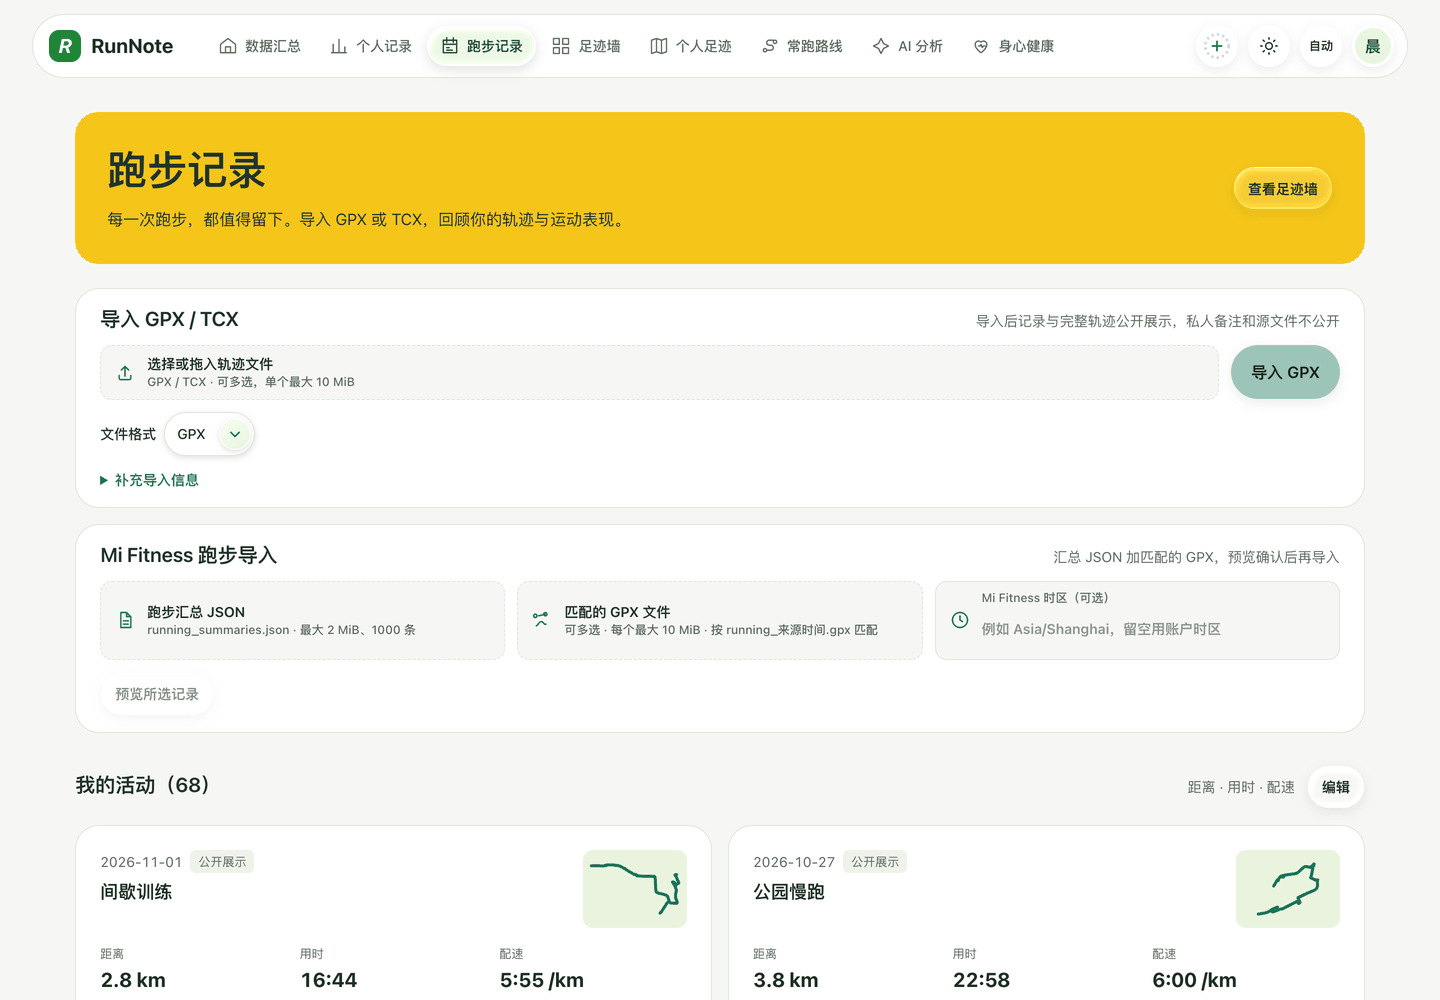 R RunNote 数据汇总 个人记录 跑步记录 足迹墙 个人足迹 常跑路线 AI 分析 身心健康 自动 晨
跑步记录
每一次跑步，都值得留下。导入 GPX 或 TCX，回顾你的轨迹与运动表现。
查看足迹墙
导入 GPX / TCX
导入后记录与完整轨迹公开展示，私人备注和源文件不公开
选择或拖入轨迹文件
GPX / TCX · 可多选，单个最大 10 MiB
导入 GPX
文件格式 GPX
补充导入信息
Mi Fitness 跑步导入
汇总 JSON 加匹配的 GPX，预览确认后再导入
跑步汇总 JSON
running_summaries.json · 最大 2 MiB、1000 条
匹配的 GPX 文件
可多选 · 每个最大 10 MiB · 按 running_来源时间.gpx 匹配
Mi Fitness 时区（可选）
例如 Asia/Shanghai，留空用账户时区
预览所选记录
我的活动（68）
距离 · 用时 · 配速 编辑
2026-11-01 公开展示
间歇训练
距离 用时 配速
2.8 km 16:44 5:55 /km
2026-10-27 公开展示
公园慢跑
距离 用时 配速
3.8 km 22:58 6:00 /km